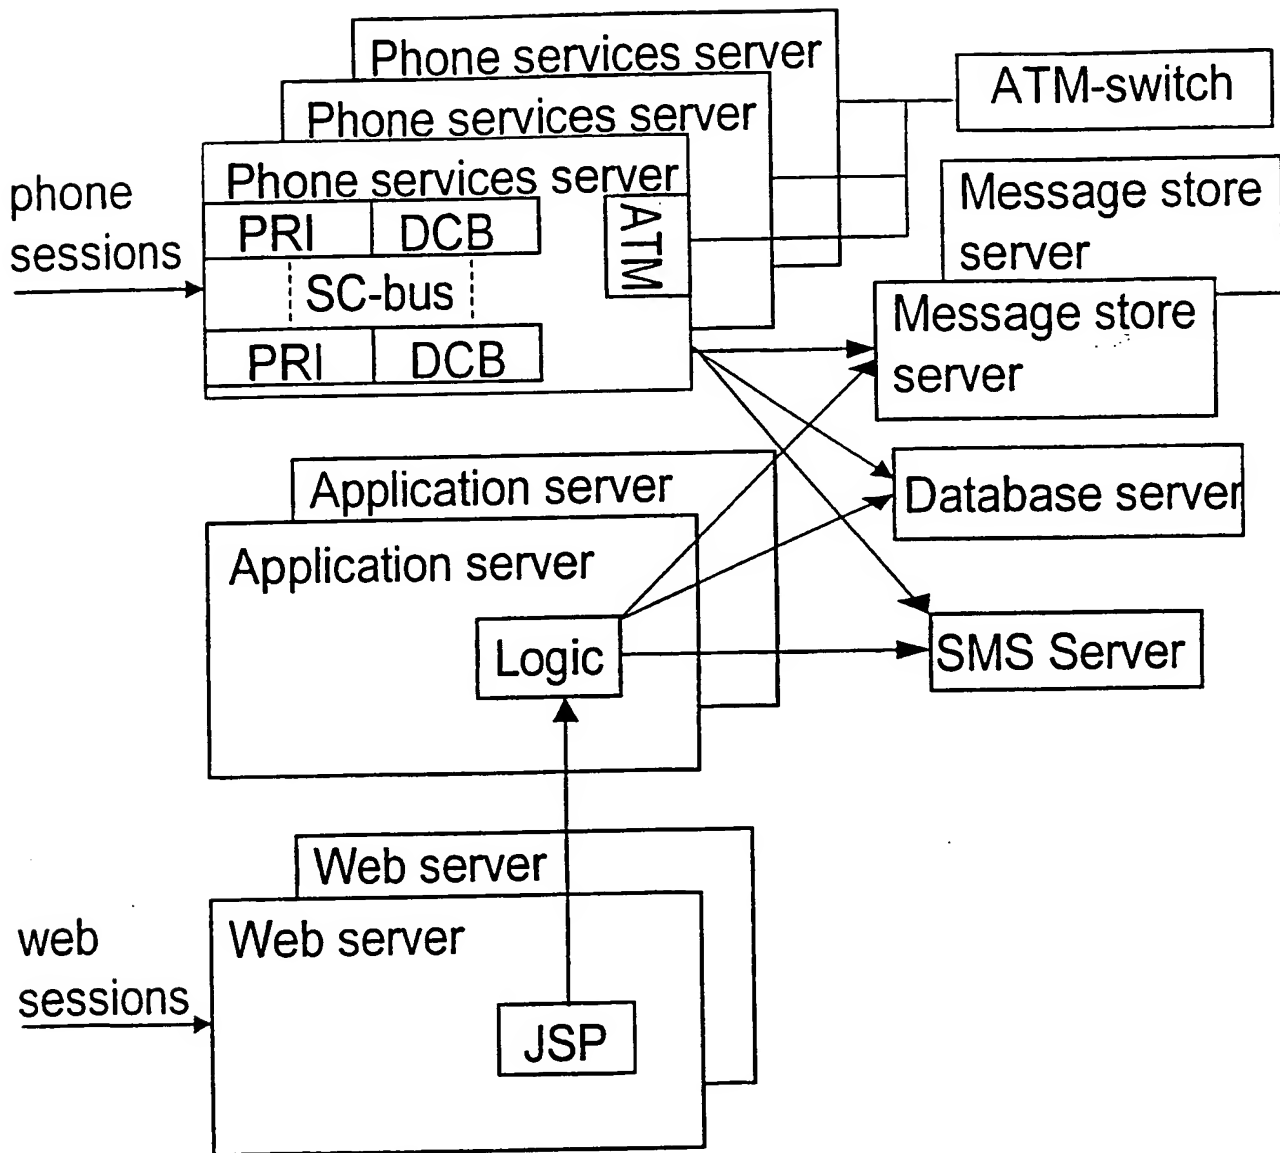 Phone services server
Phone services server
Phone services server
ATM-switch
phone
sessions
PRI
DCB
ATM
SC-bus
PRI
DCB
Message store
server
Message store
server
Application server
Application server
Logic
Database server
SMS Server
Web server
Web server
web
sessions
JSP